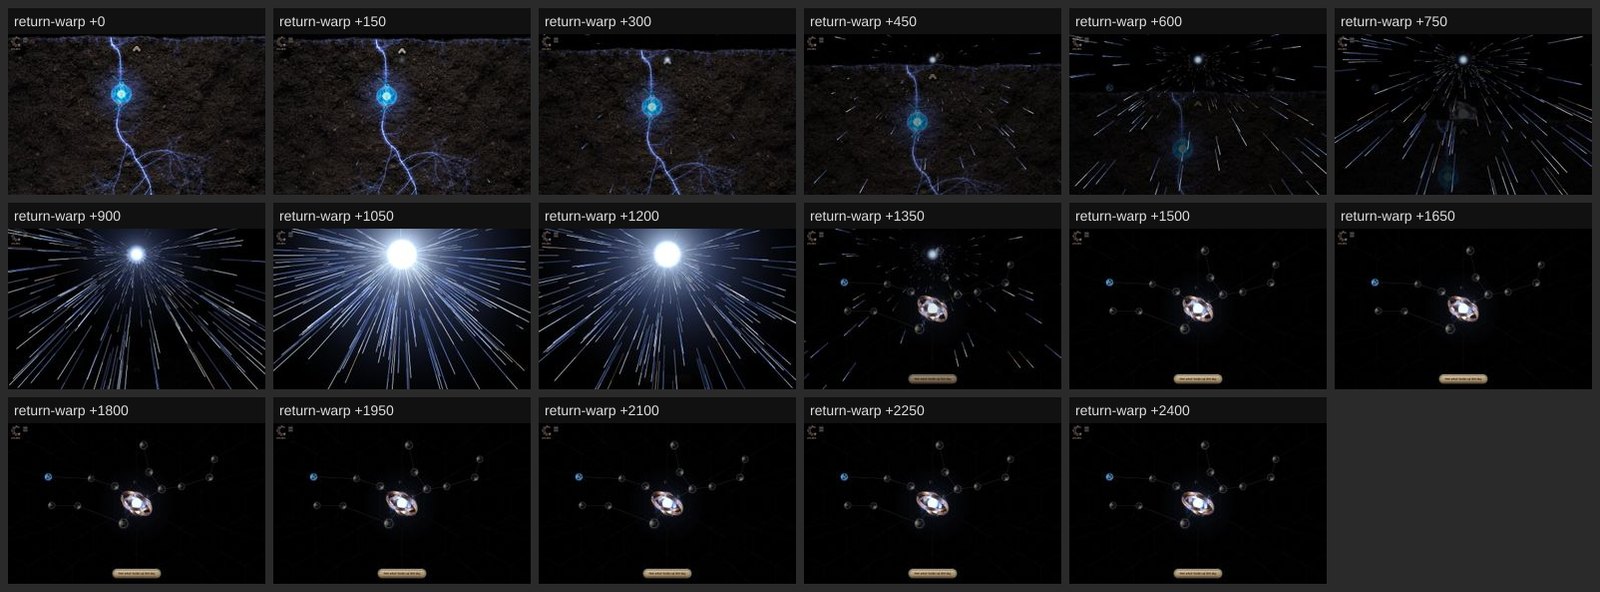 return-warp +0
return-warp +150
return-warp +300
return-warp +450
return-warp +600
return-warp +750
return-warp +900
return-warp +1050
return-warp +1200
return-warp +1350
return-warp +1500
return-warp +1650
return-warp +1800
return-warp +1950
return-warp +2100
return-warp +2250
return-warp +2400